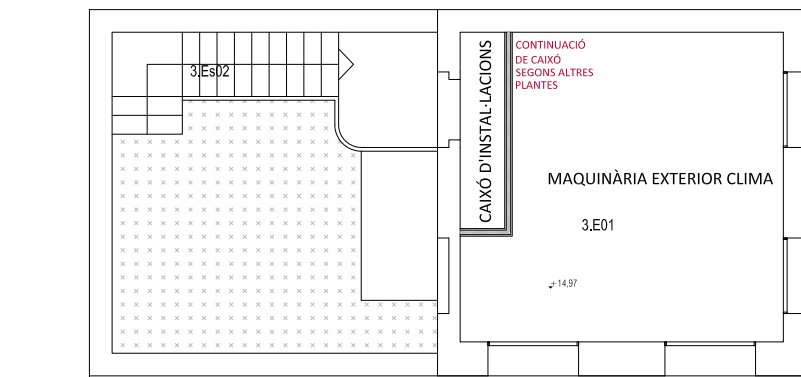 3.Es02
CAIXÓ D'INSTAL·LACIONS
CONTINUACIÓ
DE CAIXÓ
SEGONS ALTRES
PLANTES
MAQUINÀRIA EXTERIOR CLIMA
3.E01
+14,97